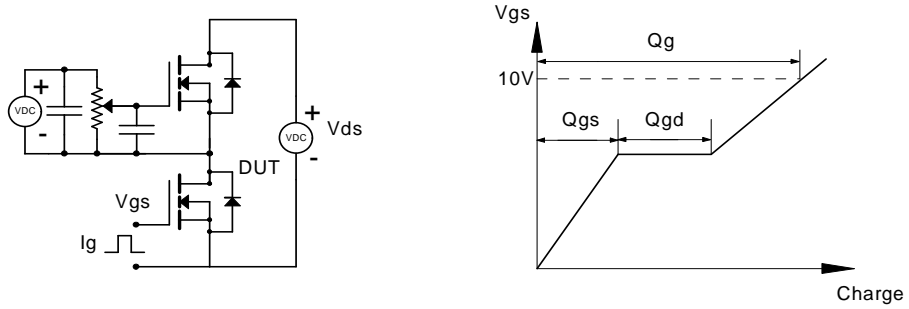 +
VDC
-
+
VDC
-
Vds
DUT
Vgs
Ig
Vgs
Qg
10V
Qgs
Qgd
Charge